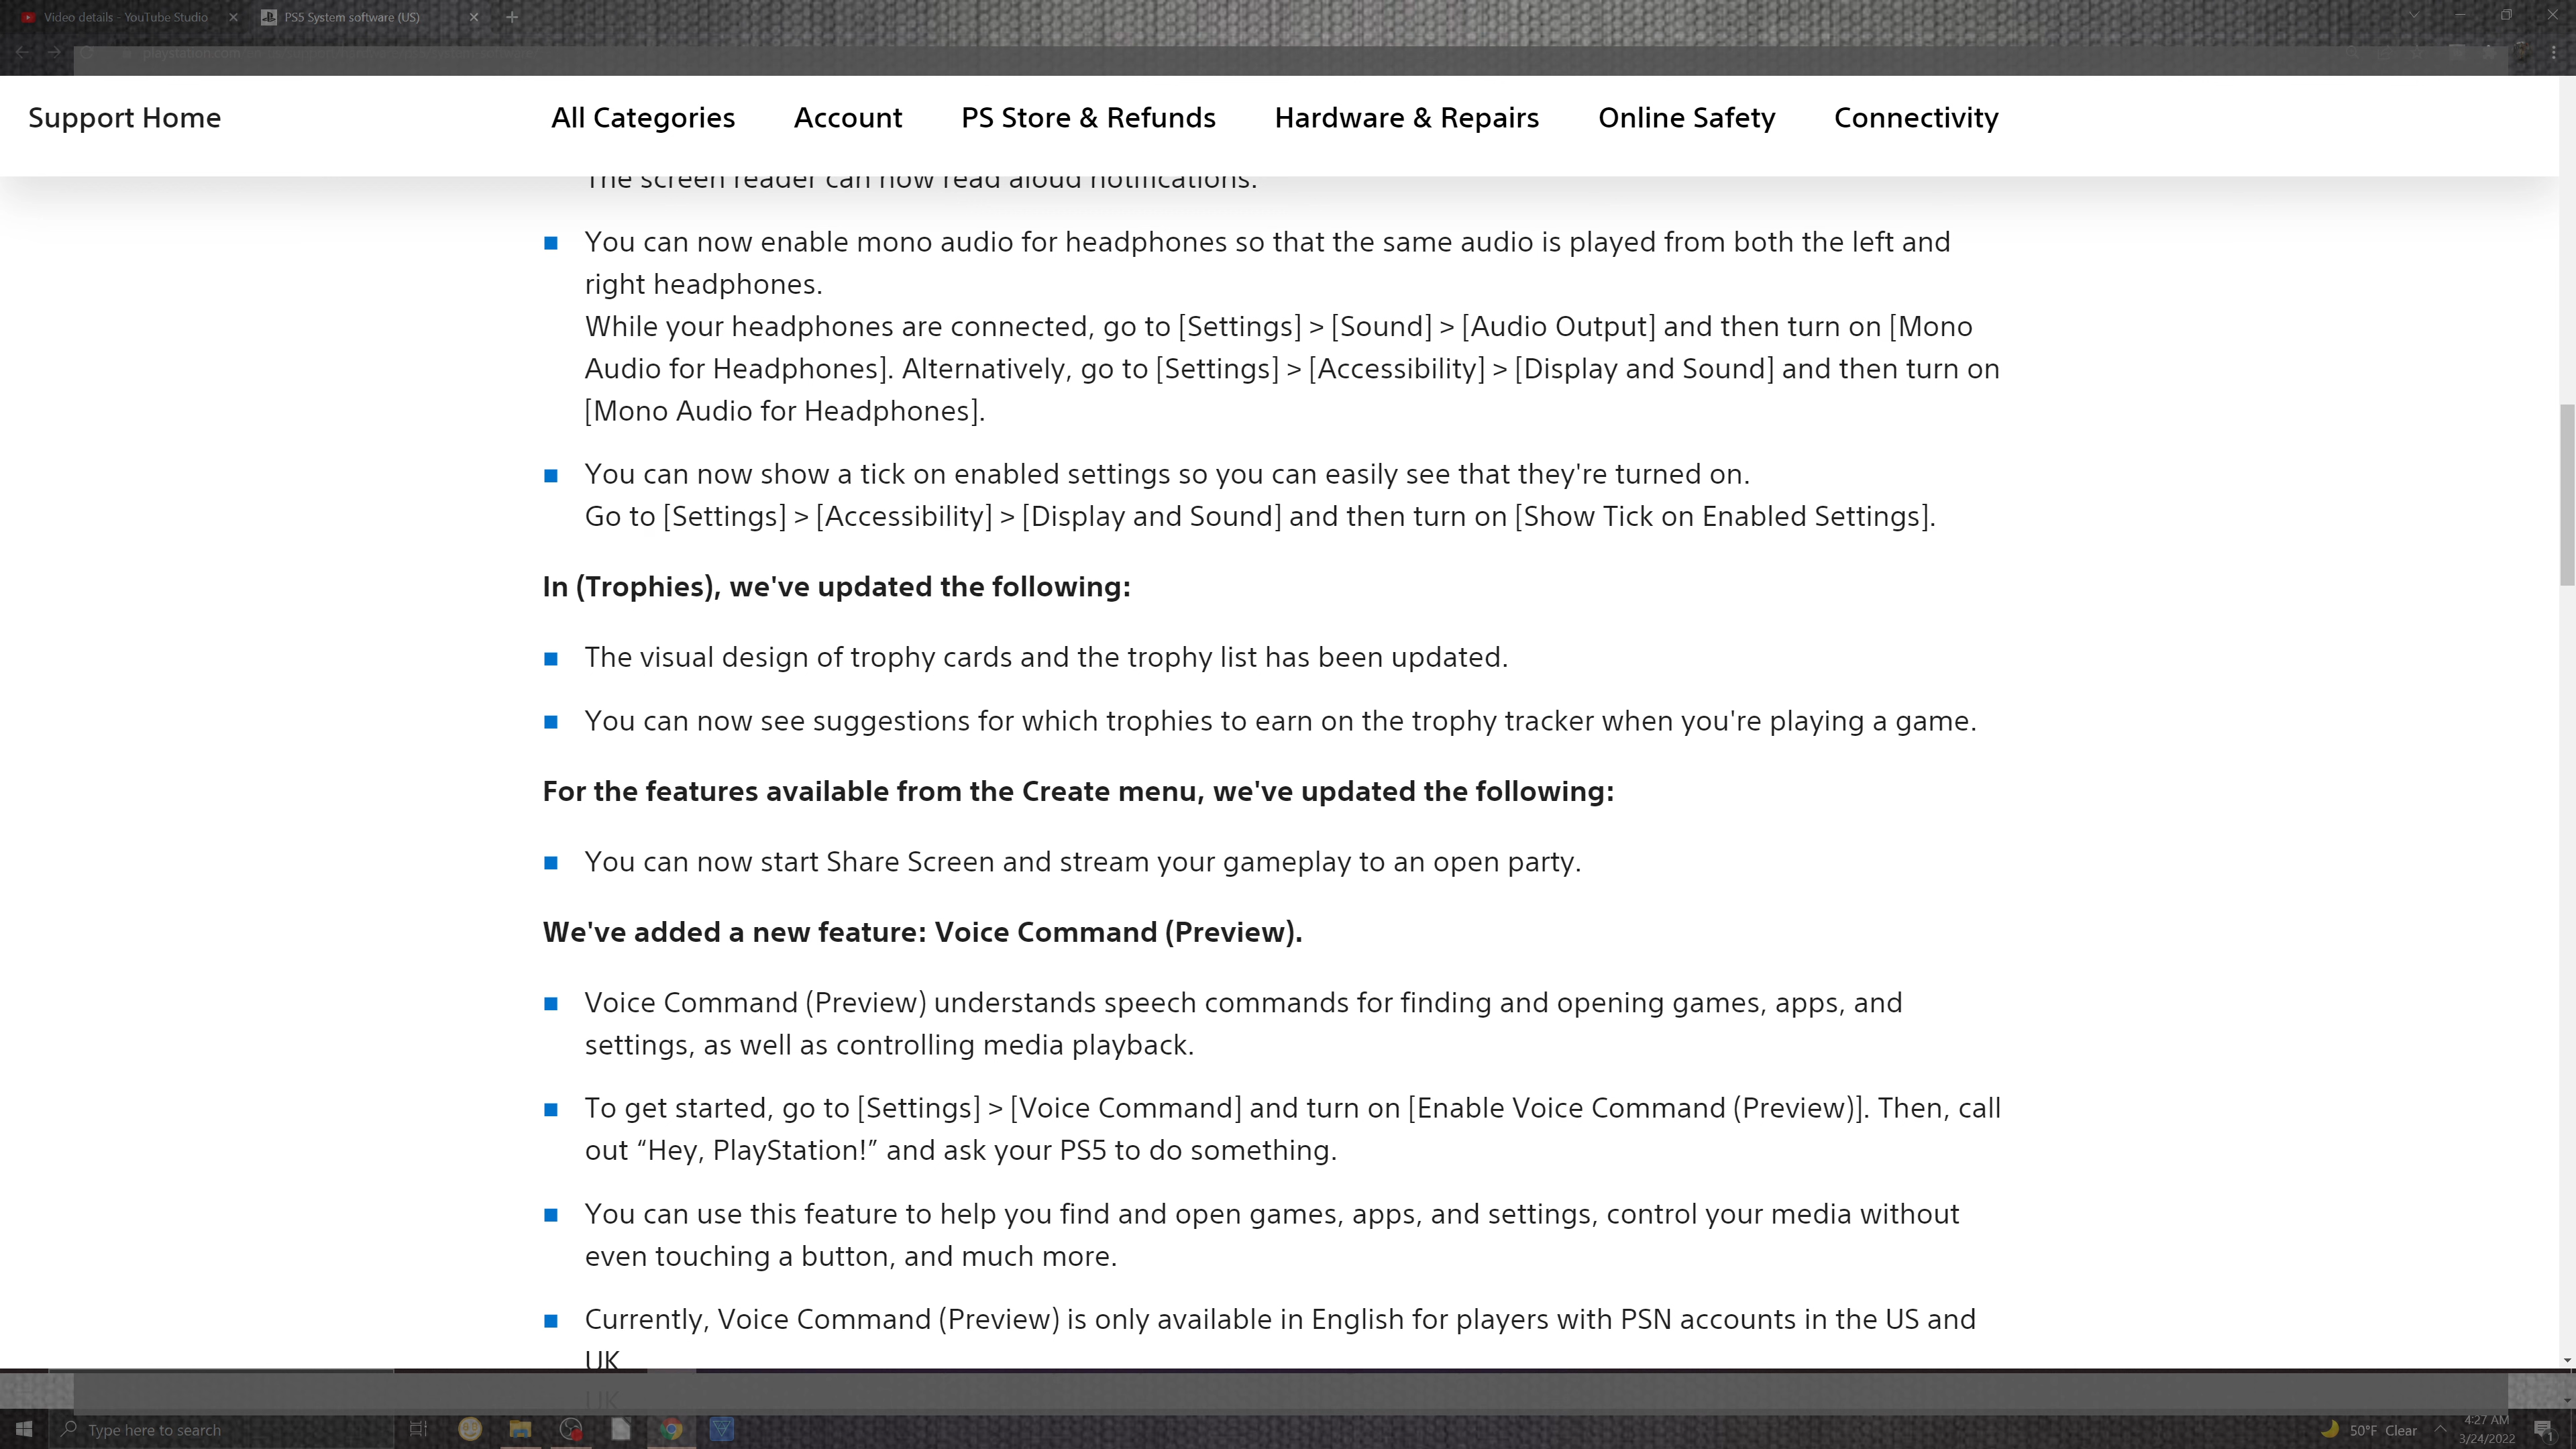 Video details - YouTube Studio
PS5 System software (US)
playstation.com
Support Home
All Categories
Account
PS Store & Refunds
Hardware & Repairs
Online Safety
Connectivity
The screen reader can now read aloud notifications.
You can now enable mono audio for headphones so that the same audio is played from both the left and
right headphones.
While your headphones are connected, go to [Settings] > [Sound] > [Audio Output] and then turn on [Mono
Audio for Headphones]. Alternatively, go to [Settings] > [Accessibility] > [Display and Sound] and then turn on
[Mono Audio for Headphones].
You can now show a tick on enabled settings so you can easily see that they're turned on.
Go to [Settings] > [Accessibility] > [Display and Sound] and then turn on [Show Tick on Enabled Settings].
In (Trophies), we've updated the following:
The visual design of trophy cards and the trophy list has been updated.
You can now see suggestions for which trophies to earn on the trophy tracker when you're playing a game.
For the features available from the Create menu, we've updated the following:
You can now start Share Screen and stream your gameplay to an open party.
We've added a new feature: Voice Command (Preview).
Voice Command (Preview) understands speech commands for finding and opening games, apps, and
settings, as well as controlling media playback.
To get started, go to [Settings] > [Voice Command] and turn on [Enable Voice Command (Preview)]. Then, call
out “Hey, PlayStation!” and ask your PS5 to do something.
You can use this feature to help you find and open games, apps, and settings, control your media without
even touching a button, and much more.
Currently, Voice Command (Preview) is only available in English for players with PSN accounts in the US and
UK
UK
Type here to search
50°F Clear
4:27 AM
3/24/2022
1